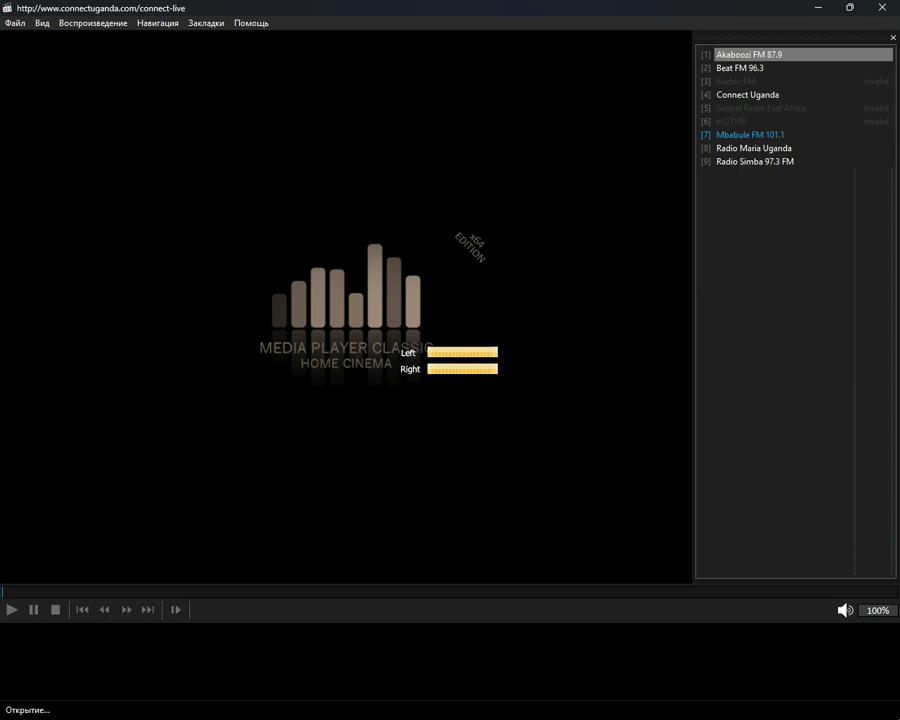 http://www.connectuganda.com/connect-live
Файл Вид Воспроизведение Навигация Закладки Помощь
[1] Akaboozi FM 87.9
[2] Beat FM 96.3
[3] Buddu FM Invalid
[4] Connect Uganda
[5] Gospel Radio East Africa Invalid
[6] HOT100 Invalid
[7] Mbabule FM 101.1
[8] Radio Maria Uganda
[9] Radio Simba 97.3 FM
x64
EDITION
MEDIA PLAYER CLASSIC
HOME CINEMA
Left
Right
100%
Открытие...